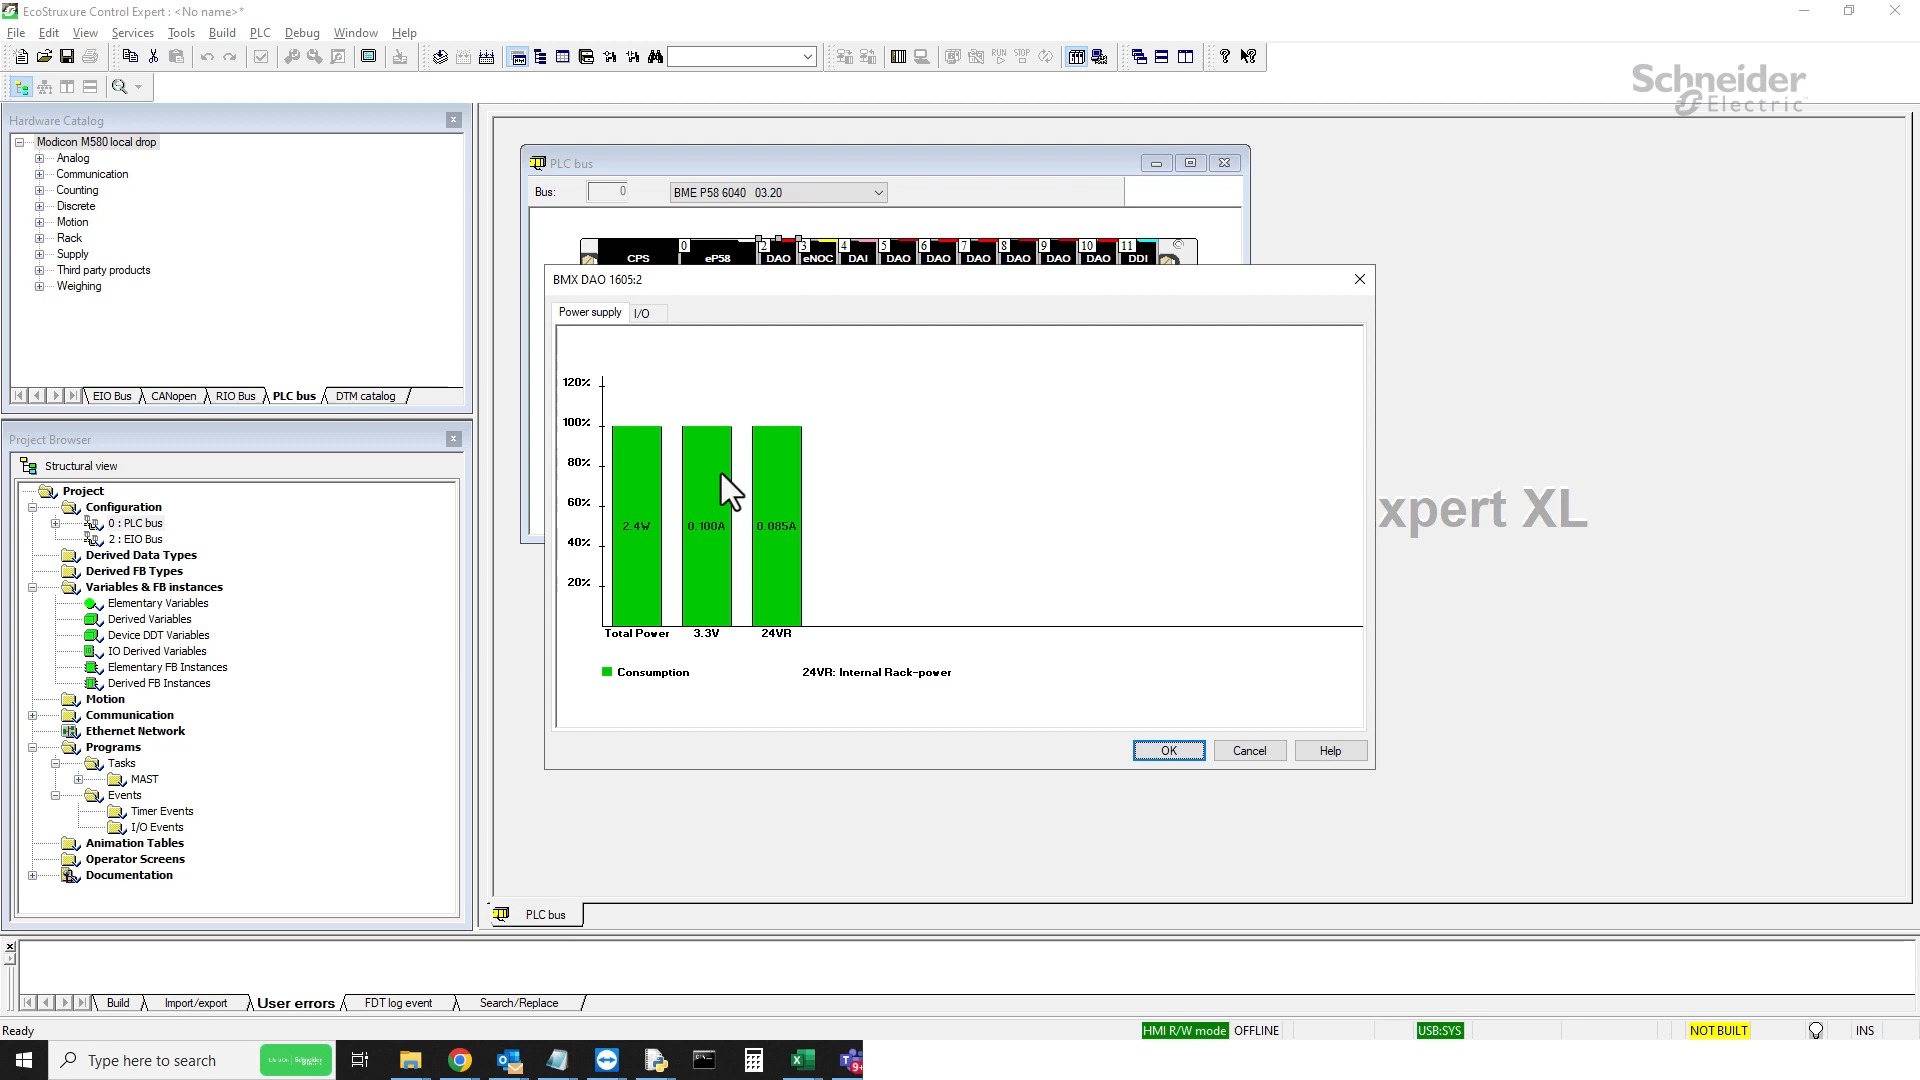 EcoStruxure Control Expert : <No name>*
File Edit View Services Tools Build PLC Debug Window Help
RUN STOP
Schneider
Electric
Hardware Catalog
Modicon M580 local drop
Analog
Communication
Counting
Discrete
Motion
Rack
Supply
Third party products
Weighing
EIO Bus CANopen RIO Bus PLC bus DTM catalog
Project Browser
Structural view
Project
Configuration
0 : PLC bus
2 : EIO Bus
Derived Data Types
Derived FB Types
Variables & FB instances
Elementary Variables
Derived Variables
Device DDT Variables
IO Derived Variables
Elementary FB Instances
Derived FB Instances
Motion
Communication
Ethernet Network
Programs
Tasks
MAST
Events
Timer Events
I/O Events
Animation Tables
Operator Screens
Documentation
PLC bus
Bus: 0 BME P58 6040 03.20
0 2 3 4 5 6 7 8 9 10 11
CPS eP58 DAO eNOC DAI DAO DAO DAO DAO DAO DAO DDI
BMX DAO 1605:2
Power supply I/O
120%
100%
80%
60%
40%
20%
2.4W 0.100A 0.085A
Total Power 3.3V 24VR
Consumption 24VR: Internal Rack-power
OK Cancel Help
xpert XL
PLC bus
Build Import/export User errors FDT log event Search/Replace
Ready HMI R/W mode OFFLINE USB:SYS NOT BUILT INS
Type here to search
9+